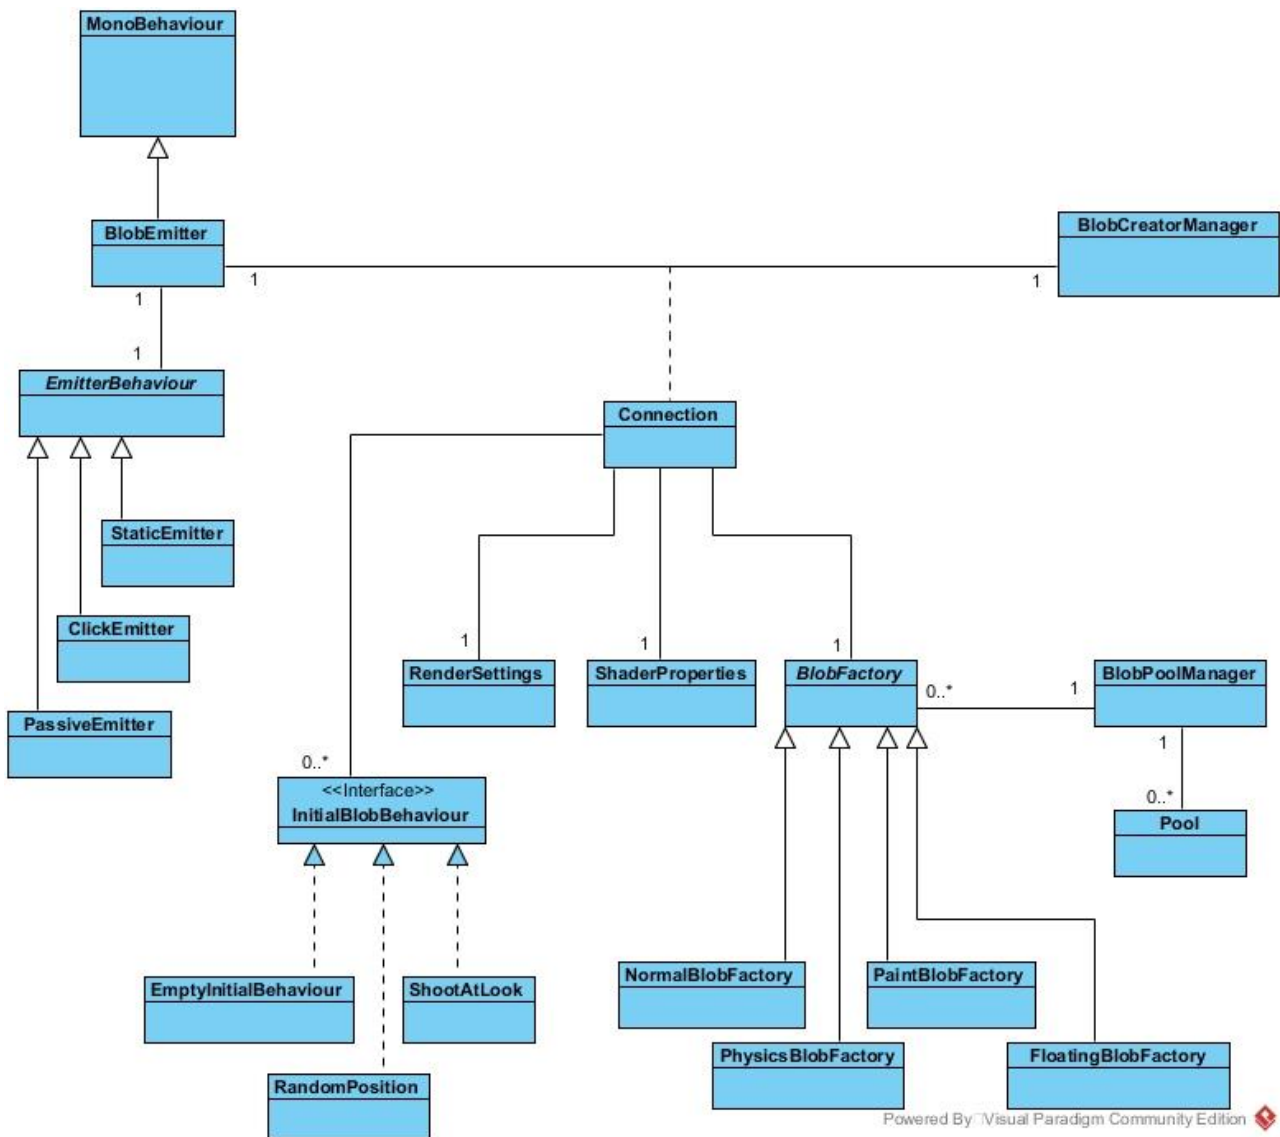 MonoBehaviour
BlobEmitter
BlobCreatorManager
1
1
1
1
EmitterBehaviour
Connection
StaticEmitter
ClickEmitter
1
1
1
RenderSettings
ShaderProperties
BlobFactory
BlobPoolManager
0..*
1
PassiveEmitter
1
0..*
0..*
<<Interface>>
InitialBlobBehaviour
Pool
NormalBlobFactory
PaintBlobFactory
EmptyInitialBehaviour
ShootAtLook
PhysicsBlobFactory
FloatingBlobFactory
RandomPosition
Powered By Visual Paradigm Community Edition